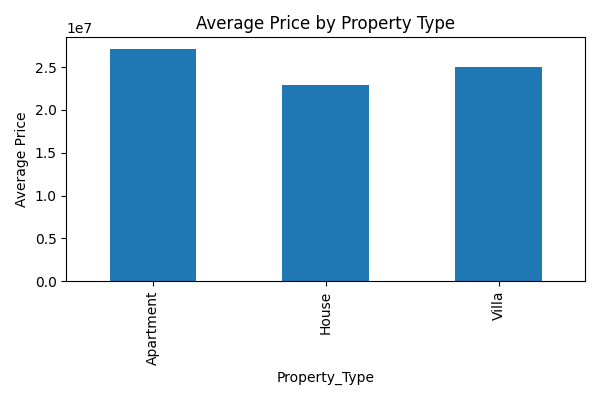 Average Price by Property Type
1e7
2.5
2.0
1.5
1.0
0.5
0.0
Average Price
Apartment
House
Villa
Property_Type